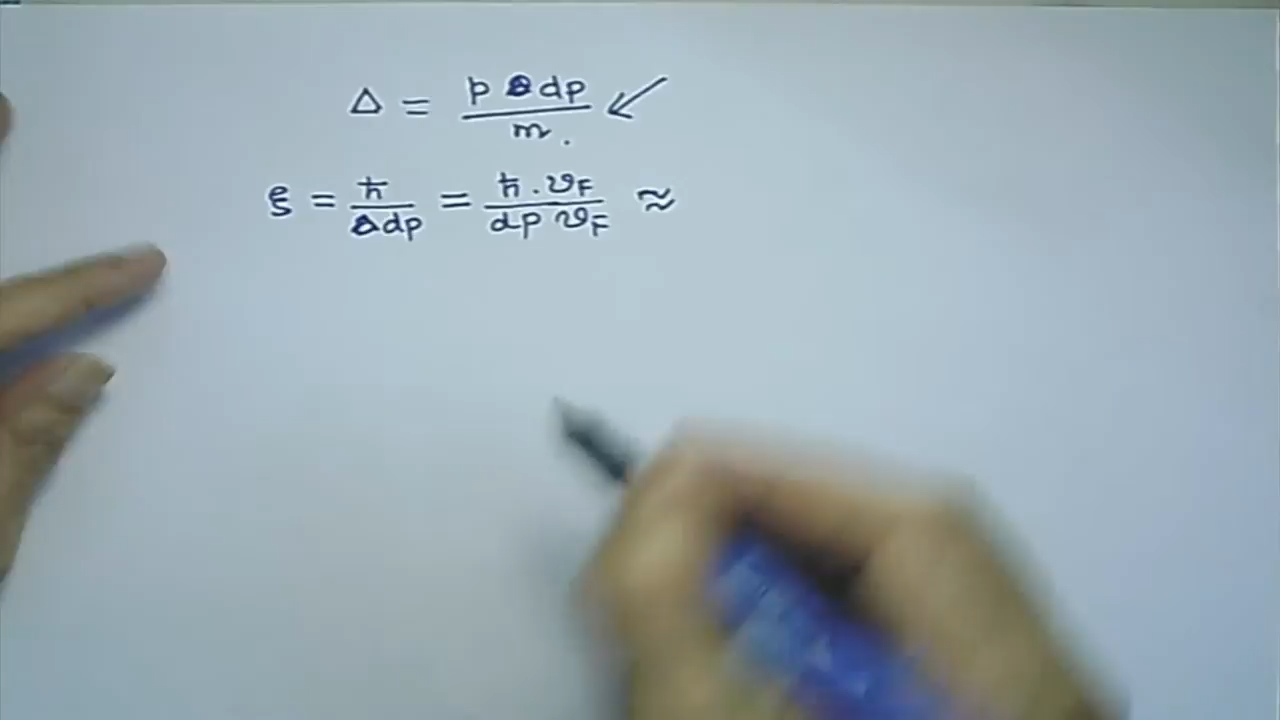 Δ = p dp / m.
ξ = ħ / dp = ħ . v_F / dp v_F ≈